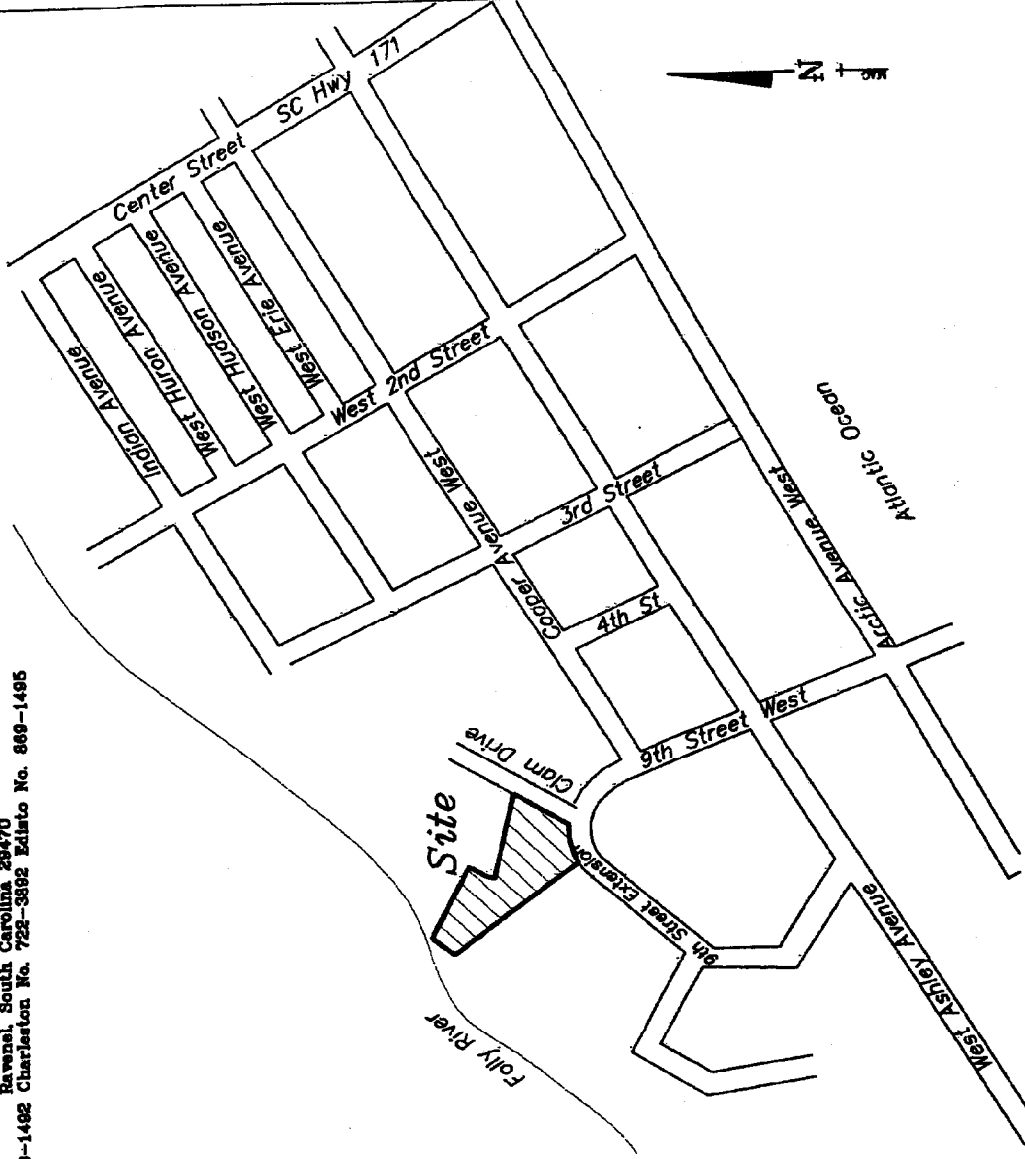 SC Hwy 171
Center Street
Indian Avenue
West Huron Avenue
West Hudson Avenue
West Erie Avenue
West 2nd Street
Cooper Avenue West
3rd Street
4th St
9th Street West
Arctic Avenue West
Atlantic Ocean
Clam Drive
Site
9th Street Extension
Folly River
West Ashley Avenue
N
Ravenel, South Carolina 29470
-1492 Charleston No. 722-3892 Edisto No. 869-1495